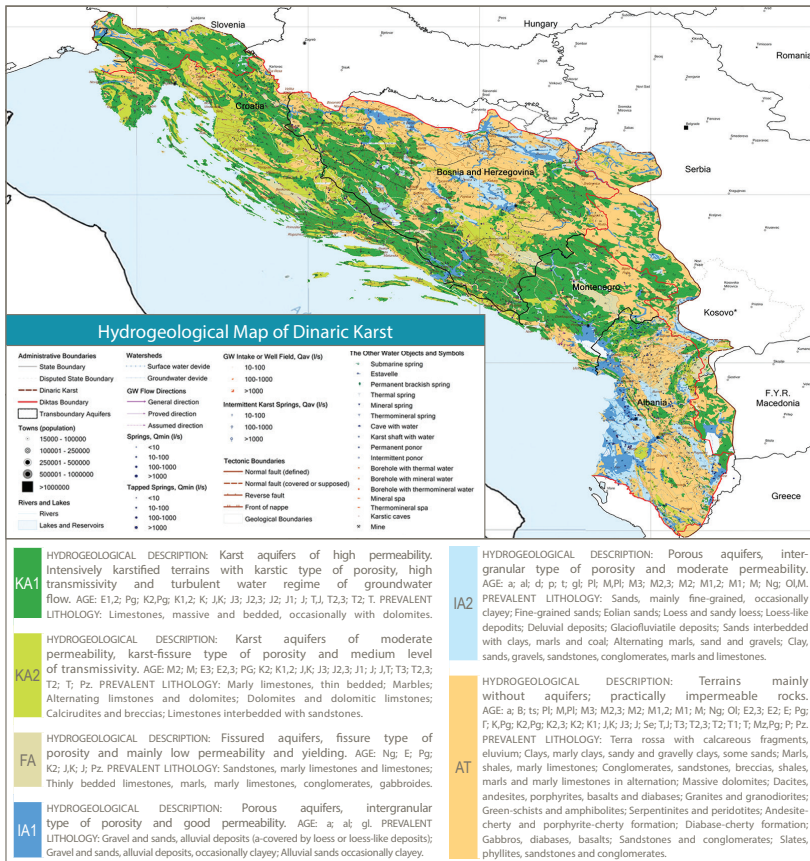 Slovenia
Hungary
Romania
Croatia
Bosnia and Herzegovina
Serbia
Montenegro
Kosovo*
Albania
F.Y.R.
Macedonia
Greece
Hydrogeological Map of Dinaric Karst
Administrative Boundaries
State Boundary
Disputed State Boundary
Dinaric Karst
Diktas Boundary
Transboundary Aquifers
Towns (population)
15000 - 100000
100001 - 250000
250001 - 500000
500001 - 1000000
>1000000
Rivers and Lakes
Rivers
Lakes and Reservoirs
Watersheds
Surface water devide
Groundwater devide
GW Flow Directions
General direction
Proved direction
Assumed direction
Springs, Qmin (l/s)
<10
10-100
100-1000
>1000
Tapped Springs, Qmin (l/s)
<10
10-100
100-1000
>1000
GW Intake or Well Field, Qav (l/s)
10-100
100-1000
>1000
Intermittent Karst Springs, Qav (l/s)
10-100
100-1000
>1000
Tectonic Boundaries
Normal fault (defined)
Normal fault (covered or supposed)
Reverse fault
Front of nappe
Geological Boundaries
The Other Water Objects and Symbols
Submarine spring
Estavelle
Permanent brackish spring
Thermal spring
Mineral spring
Thermomineral spring
Cave with water
Karst shaft with water
Permanent ponor
Intermittent ponor
Borehole with thermal water
Borehole with mineral water
Borehole with thermomineral water
Mineral spa
Thermomineral spa
Karstic caves
Mine
KA1
HYDROGEOLOGICAL DESCRIPTION: Karst aquifers of high permeability.
Intensively karstified terrains with karstic type of porosity, high
transmissivity and turbulent water regime of groundwater
flow. AGE: E1,2; Pg; K2,Pg; K1,2; K; J,K; J3; J2,3; J2; J1; J; T,J, T2,3; T2; T. PREVALENT
LITHOLOGY: Limestones, massive and bedded, occasionally with dolomites.
KA2
HYDROGEOLOGICAL DESCRIPTION: Karst aquifers of moderate
permeability, karst-fissure type of porosity and medium level
of transmissivity. AGE: M2; M; E3; E2,3; PG; K2; K1,2; J,K; J3; J2,3; J1; J; J,T; T3; T2,3;
T2; T; Pz. PREVALENT LITHOLOGY: Marly limestones, thin bedded; Marbles;
Alternating limestones and dolomites; Dolomites and dolomitic limestones;
Calcirudites and breccias; Limestones interbedded with sandstones.
FA
HYDROGEOLOGICAL DESCRIPTION: Fissured aquifers, fissure type of
porosity and mainly low permeability and yielding. AGE: Ng; E; Pg;
K2; J,K; J; Pz. PREVALENT LITHOLOGY: Sandstones, marly limestones and limestones;
Thinly bedded limestones, marls, marly limestones, conglomerates, gabbroides.
IA1
HYDROGEOLOGICAL DESCRIPTION: Porous aquifers, intergranular
type of porosity and good permeability. AGE: a; al; gl. PREVALENT
LITHOLOGY: Gravel and sands, alluvial deposits (a-covered by loess or loess-like deposits);
Gravel and sands, alluvial deposits, occasionally clayey; Alluvial sands occasionally clayey.
IA2
HYDROGEOLOGICAL DESCRIPTION: Porous aquifers, inter-
granular type of porosity and moderate permeability.
AGE: a; al; d; p; t; gl; Pl; M,Pl; M3; M2,3; M2; M1,2; M1; M; Ng; Ol,M.
PREVALENT LITHOLOGY: Sands, mainly fine-grained, occasionally
clayey; Fine-grained sands; Eolian sands; Loess and sandy loess; Loess-like
depodits; Deluvial deposits; Glaciofluviatile deposits; Sands interbedded
with clays, marls and coal; Alternating marls, sand and gravels; Clay,
sands, gravels, sandstones, conglomerates, marls and limestones.
AT
HYDROGEOLOGICAL DESCRIPTION: Terrains mainly
without aquifers; practically impermeable rocks.
AGE: a; B; ts; Pl; M,Pl; M3; M2,3; M2; M1,2; M1; M; Ng; Ol; E2,3; E2; E; Pg;
Γ; K,Pg; K2,Pg; K2,3; K2; K1; J,K; J3; J; Se; T,J; T3; T2,3; T2; T1; T; Mz,Pg; P; Pz.
PREVALENT LITHOLOGY: Terra rossa with calcareous fragments,
eluvium; Clays, marly clays, sandy and gravelly clays, some sands; Marls,
shales, marly limestones; Conglomerates, sandstones, breccias, shales,
marls and marly limestones in alternation; Massive dolomites; Dacites,
andesites, porphyrites, basalts and diabases; Granites and granodiorites;
Green-schists and amphibolites; Serpentinites and peridotites; Andesite-
cherty and porphyrite-cherty formation; Diabase-cherty formation;
Gabbros, diabases, basalts; Sandstones and conglomerates; Slates,
phyllites, sandstones and conglomerates.